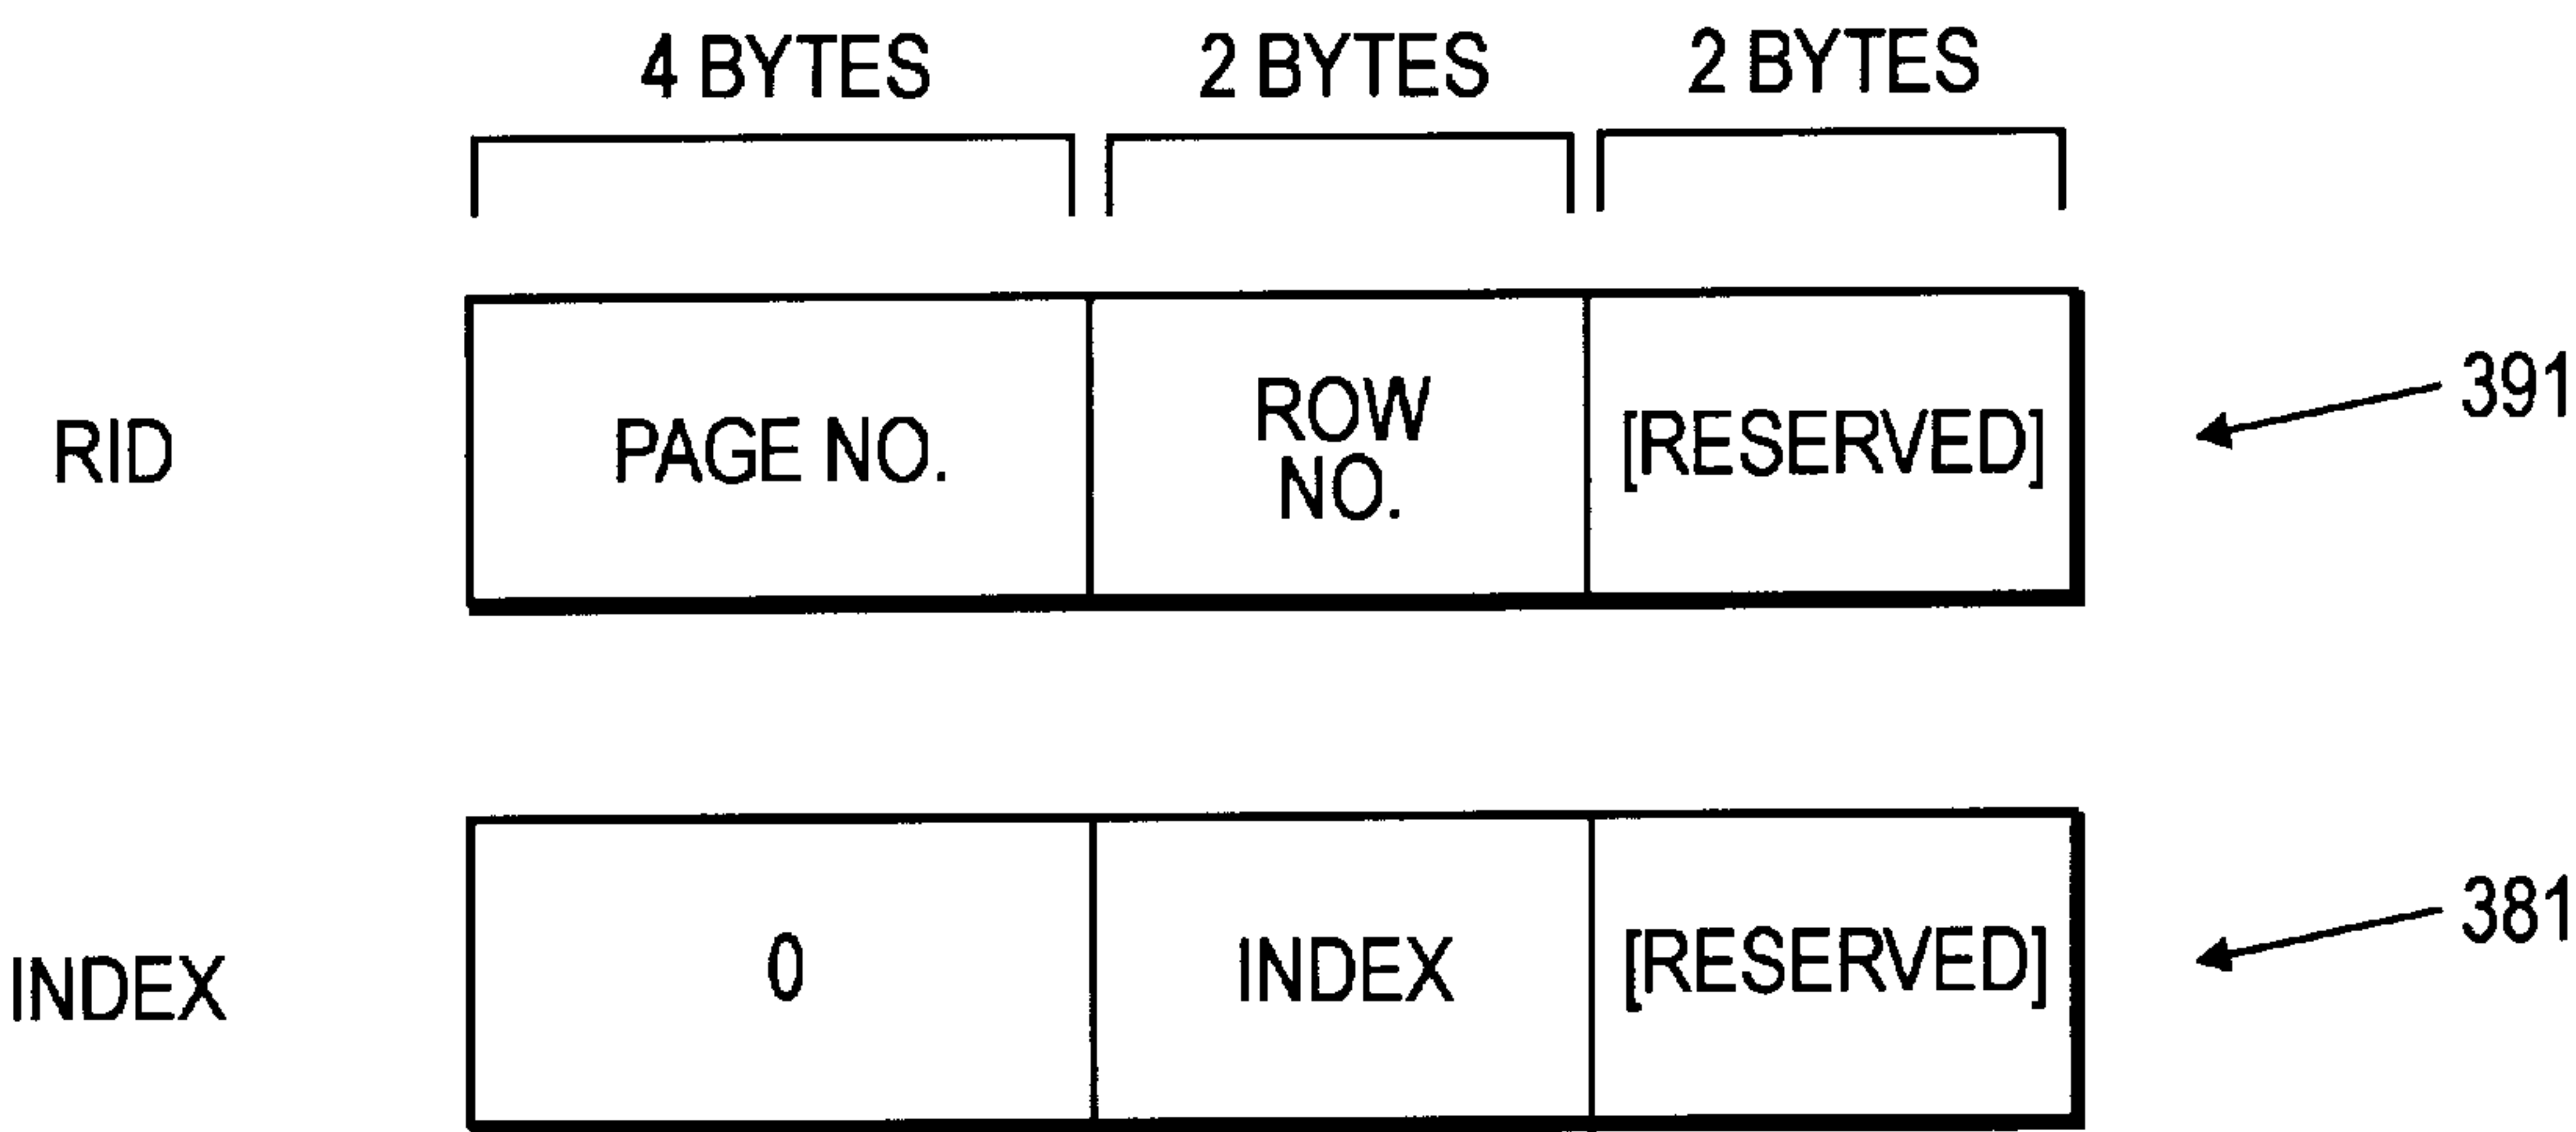 4 BYTES 2 BYTES 2 BYTES
RID PAGE NO. ROW NO. [RESERVED] 391
INDEX 0 INDEX [RESERVED] 381